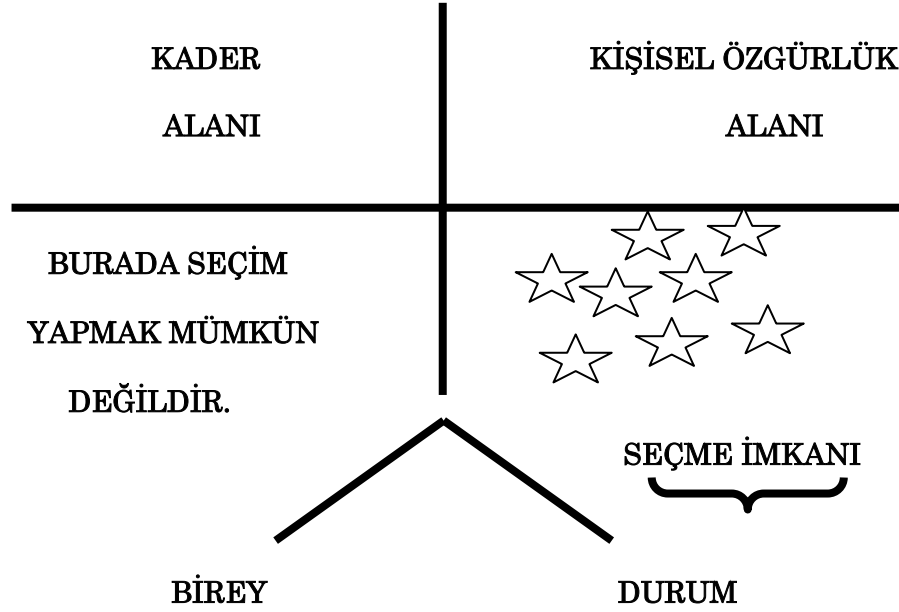 KADER
ALANI
KİŞİSEL ÖZGÜRLÜK
ALANI
BURADA SEÇİM
YAPMAK MÜMKÜN
DEĞİLDİR.
SEÇME İMKANI
BİREY
DURUM